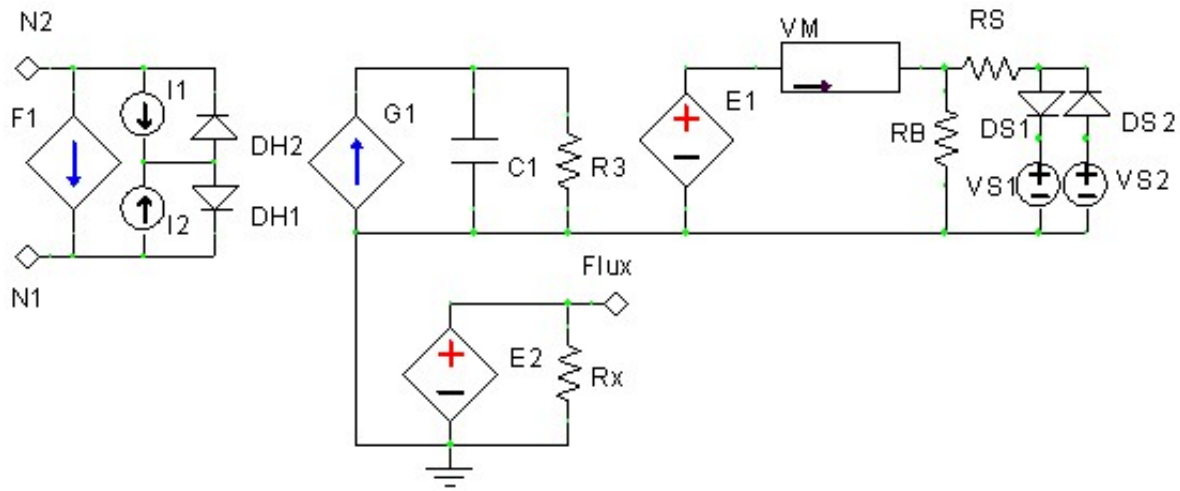 N2
VM
RS
I1
F1
G1
E1
DH2
RB
DS1
DS2
C1
R3
VS1
VS2
I2
DH1
Flux
N1
E2
Rx